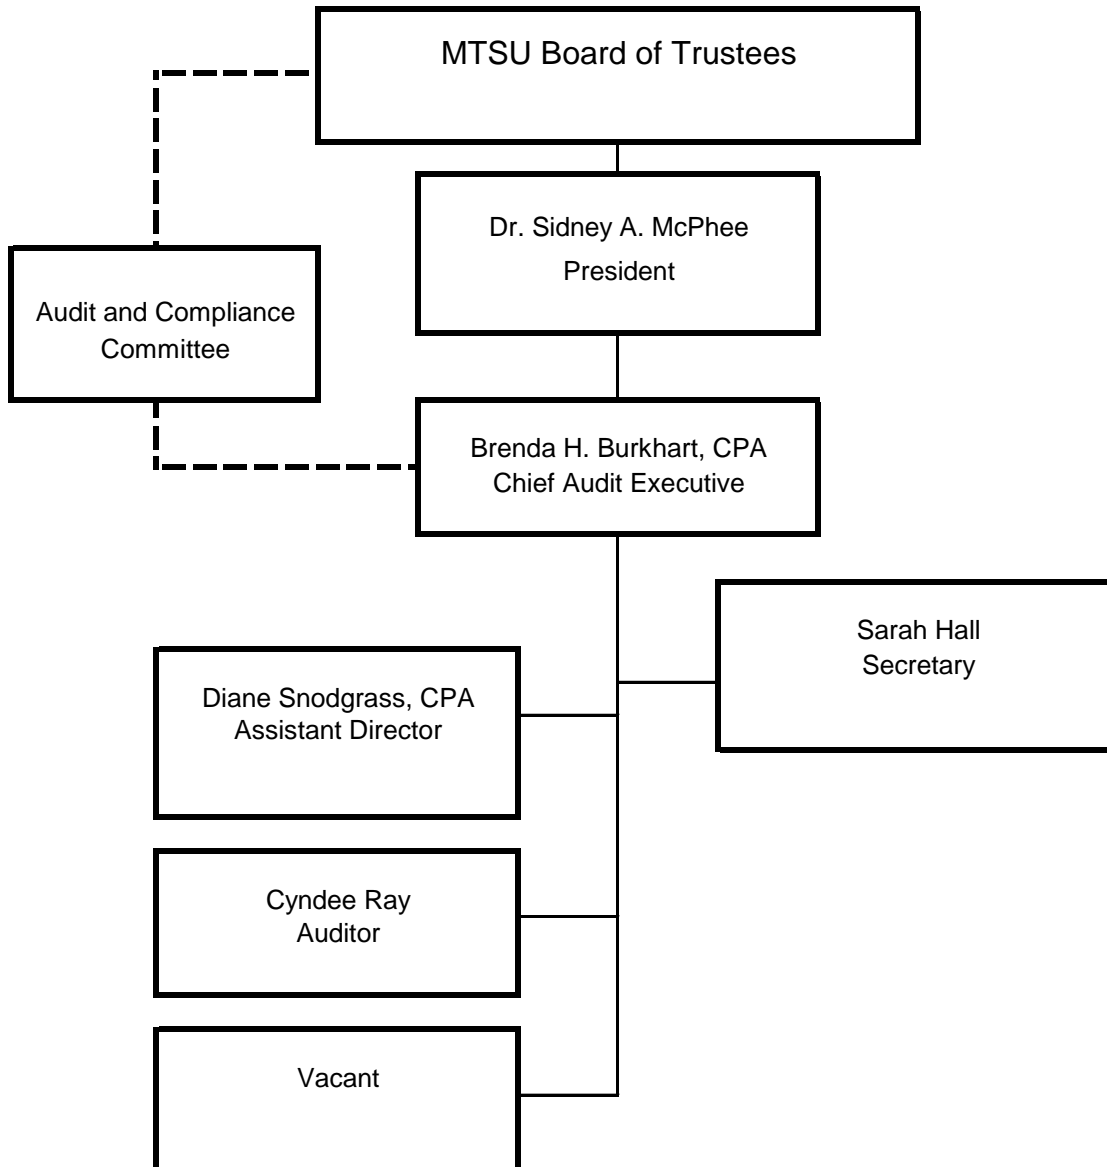 MTSU Board of Trustees
Dr. Sidney A. McPhee
President
Audit and Compliance
Committee
Brenda H. Burkhart, CPA
Chief Audit Executive
Sarah Hall
Secretary
Diane Snodgrass, CPA
Assistant Director
Cyndee Ray
Auditor
Vacant